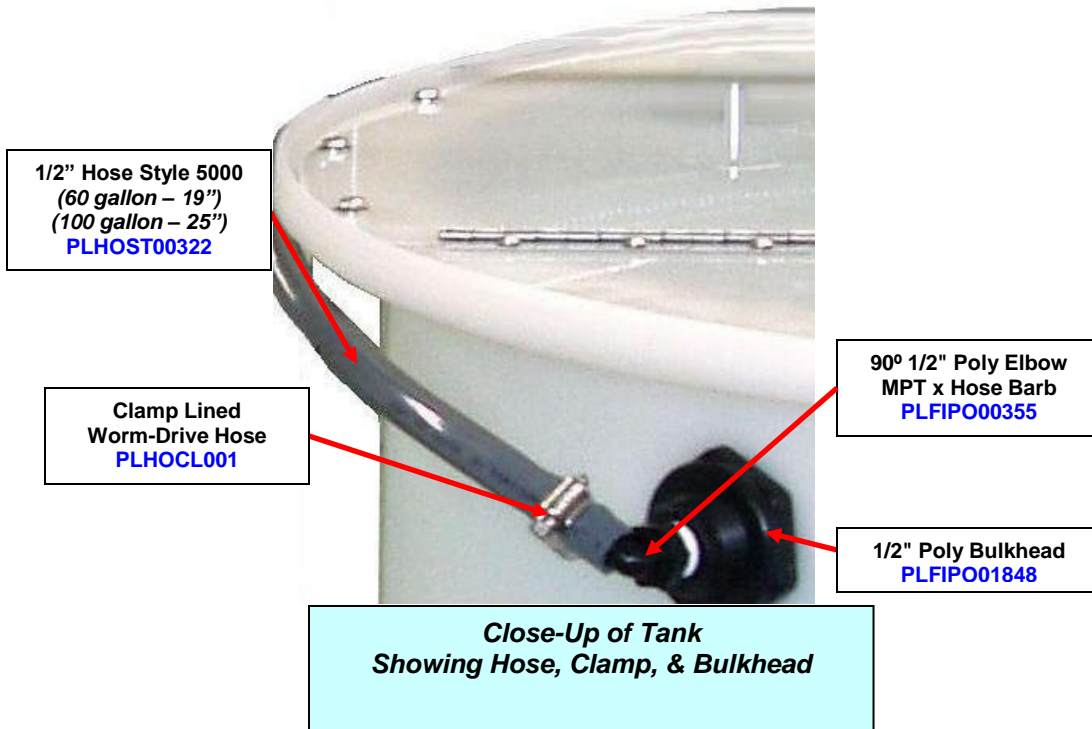 1/2” Hose Style 5000
(60 gallon – 19”)
(100 gallon – 25”)
PLHOST00322
Clamp Lined
Worm-Drive Hose
PLHOCL001
90º 1/2" Poly Elbow
MPT x Hose Barb
PLFIPO00355
1/2" Poly Bulkhead
PLFIPO01848
Close-Up of Tank
Showing Hose, Clamp, & Bulkhead